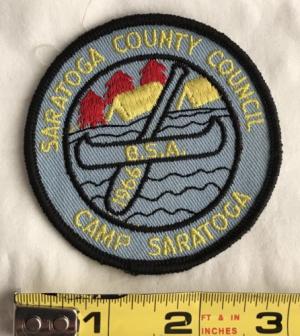 SARATOGA COUNTY COUNCIL
B.S.A.
1966
CAMP SARATOGA
1 2 FT & IN 3
INCHES